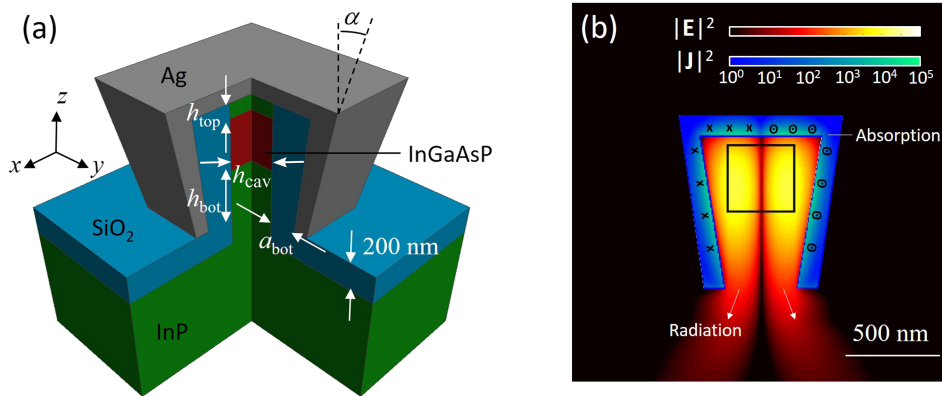 (a)
α
Ag
z
x
y
h_top
InGaAsP
h_cav
h_bot
SiO₂
a_bot
200 nm
InP
(b)
|E|²
|J|²
10⁰ 10¹ 10² 10³ 10⁴ 10⁵
x x x ⊙ ⊙ ⊙
Absorption
x ⊙
x ⊙
x ⊙
x ⊙
Radiation
500 nm